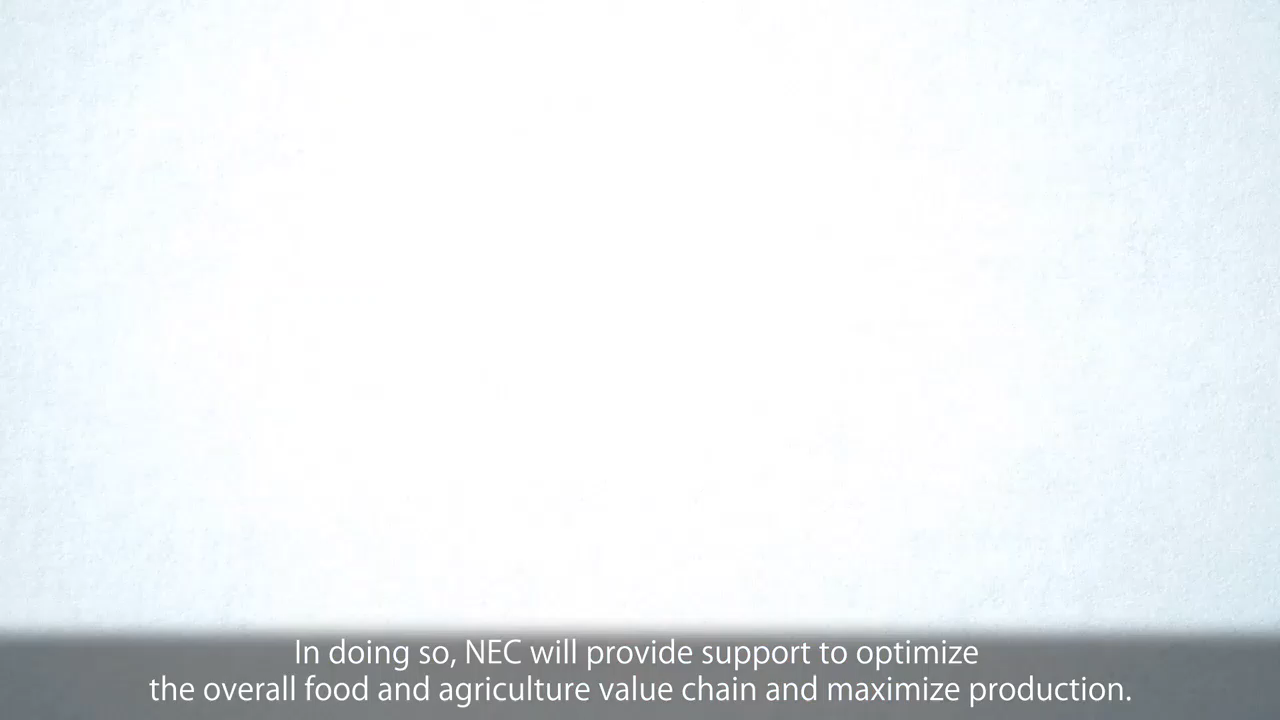 In doing so, NEC will provide support to optimize
the overall food and agriculture value chain and maximize production.